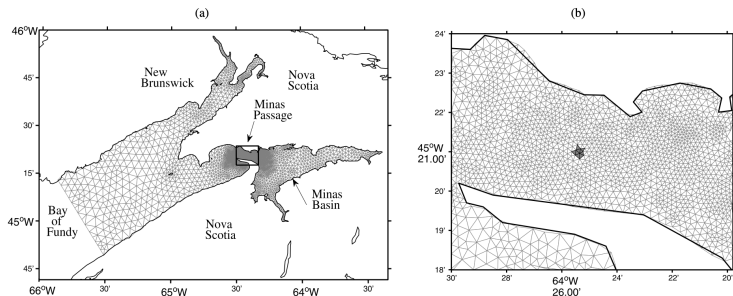 (a)
46°W
45'
30'
15'
45°W
45'
66°W
30'
65°W
30'
64°W
30'
New
Brunswick
Nova
Scotia
Minas
Passage
Minas
Basin
Nova
Scotia
Bay
of
Fundy
(b)
24'
22'
45°W
21.00'
20'
19'
18'
30'
28'
64°W
26.00'
24'
22'
20'